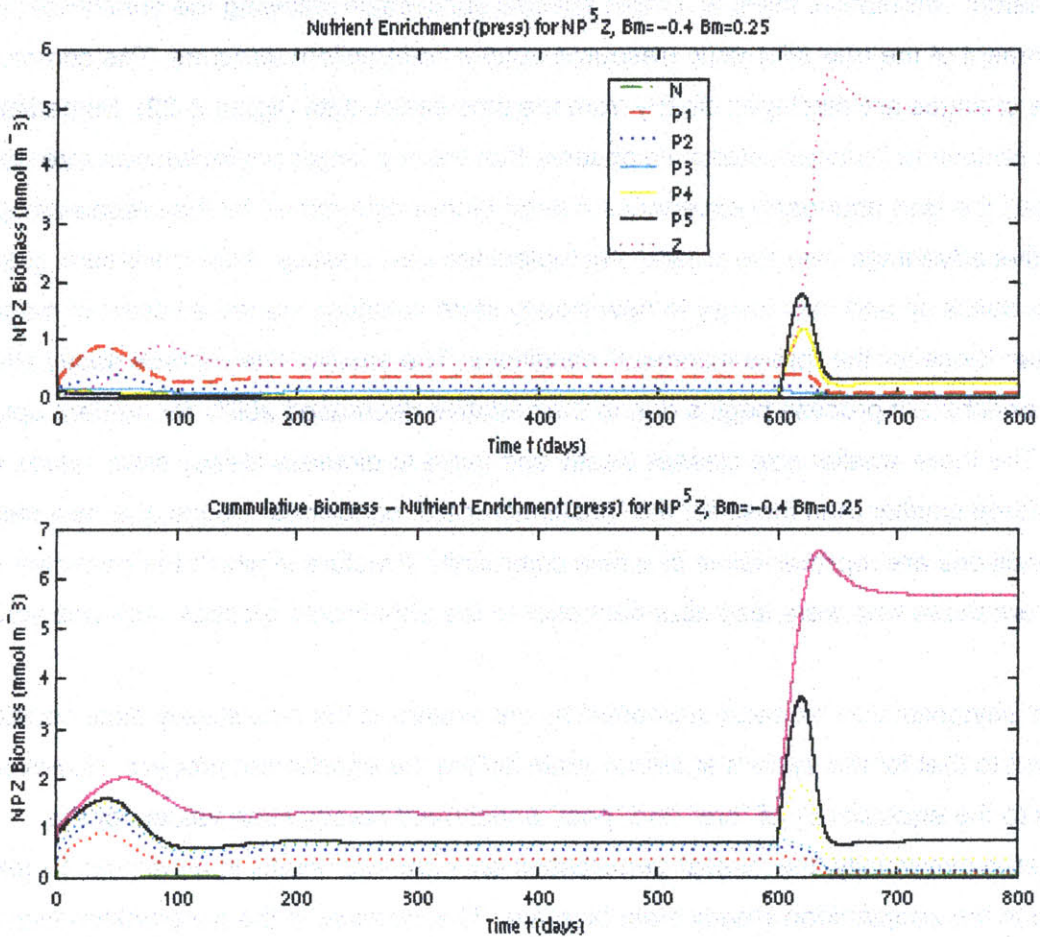 Nutrient Enrichment (press) for NP⁵Z, Bm=−0.4 Bm=0.25
NPZ Biomass (mmol m⁻³)
6
5
4
3
2
1
0
N
P1
P2
P3
P4
P5
Z
0 100 200 300 400 500 600 700 800
Time t (days)
Cummulative Biomass – Nutrient Enrichment (press) for NP⁵Z, Bm=−0.4 Bm=0.25
NPZ Biomass (mmol m⁻³)
7
6
5
4
3
2
1
0
0 100 200 300 400 500 600 700 800
Time t (days)